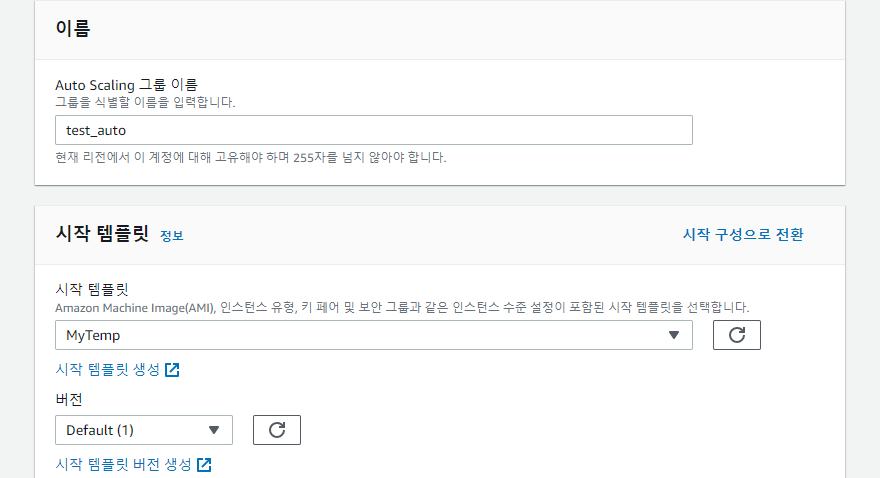 이름
Auto Scaling 그룹 이름
그룹을 식별할 이름을 입력합니다.
test_auto
현재 리전에서 이 계정에 대해 고유해야 하며 255자를 넘지 않아야 합니다.
시작 템플릿 정보
시작 구성으로 전환
시작 템플릿
Amazon Machine Image(AMI), 인스턴스 유형, 키 페어 및 보안 그룹과 같은 인스턴스 수준 설정이 포함된 시작 템플릿을 선택합니다.
MyTemp
시작 템플릿 생성
버전
Default (1)
시작 템플릿 버전 생성